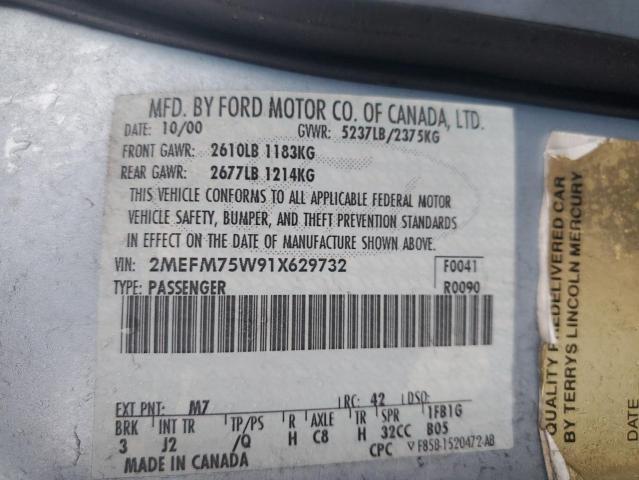 MFD. BY FORD MOTOR CO. OF CANADA, LTD.
DATE: 10/00 GVWR: 5237LB/2375KG
FRONT GAWR: 2610LB 1183KG
REAR GAWR: 2677LB 1214KG
THIS VEHICLE CONFORMS TO ALL APPLICABLE FEDERAL MOTOR
VEHICLE SAFETY, BUMPER, AND THEFT PREVENTION STANDARDS
IN EFFECT ON THE DATE OF MANUFACTURE SHOWN ABOVE.
VIN: 2MEFM75W91X629732 F0041
TYPE: PASSENGER R0090
EXT PNT: M7 RC: 42 DSO:
BRK INT TR TP/PS R AXLE TR SPR 1FB1G
3 J2 /Q H C8 H 32CC B05
MADE IN CANADA CPC ▽ F85B-1520472-AB
QUALITY PREDELIVERED CAR
BY TERRYS LINCOLN MERCURY
DATE